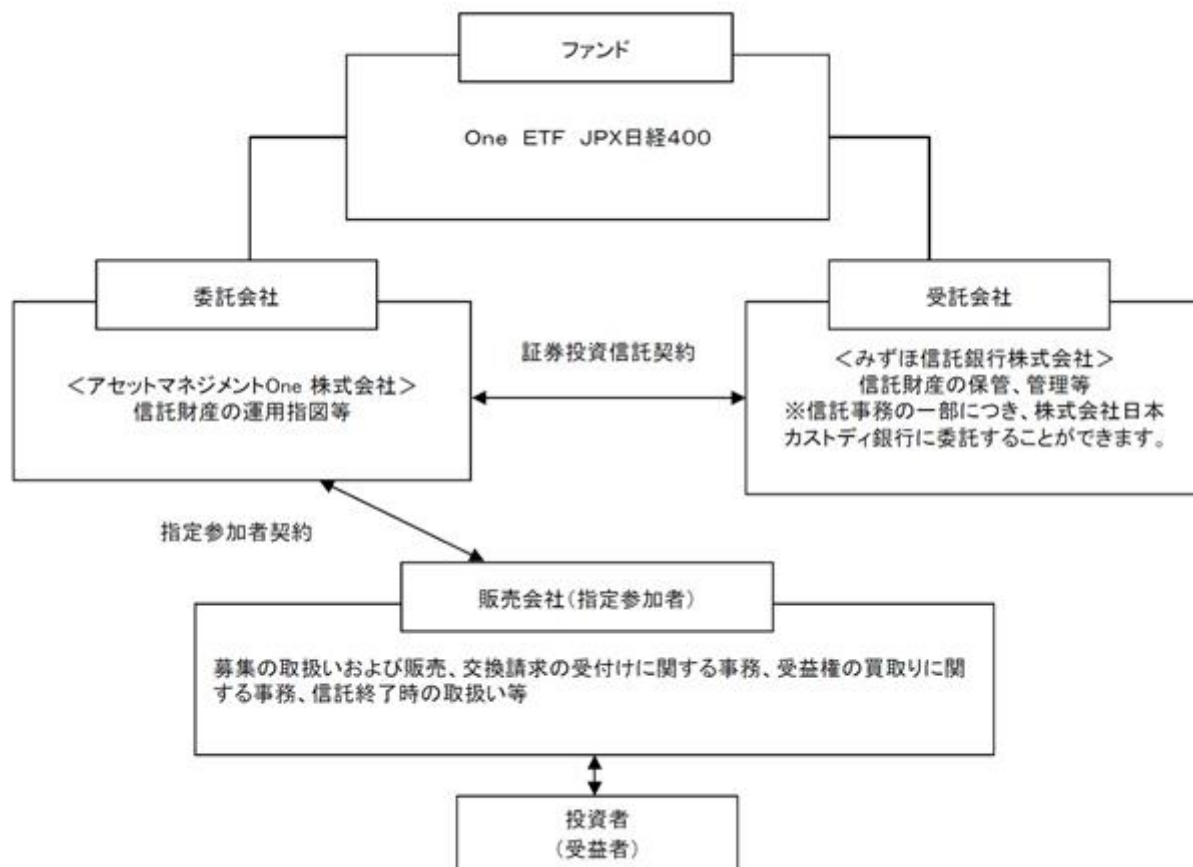 ファンド
One ETF JPX日経400
委託会社
<アセットマネジメントOne 株式会社>
信託財産の運用指図等
証券投資信託契約
受託会社
<みずほ信託銀行株式会社>
信託財産の保管、管理等
※信託事務の一部につき、株式会社日本
カストディ銀行に委託することができます。
指定参加者契約
販売会社(指定参加者)
募集の取扱いおよび販売、交換請求の受付けに関する事務、受益権の買取りに関
する事務、信託終了時の取扱い等
投資者
(受益者)